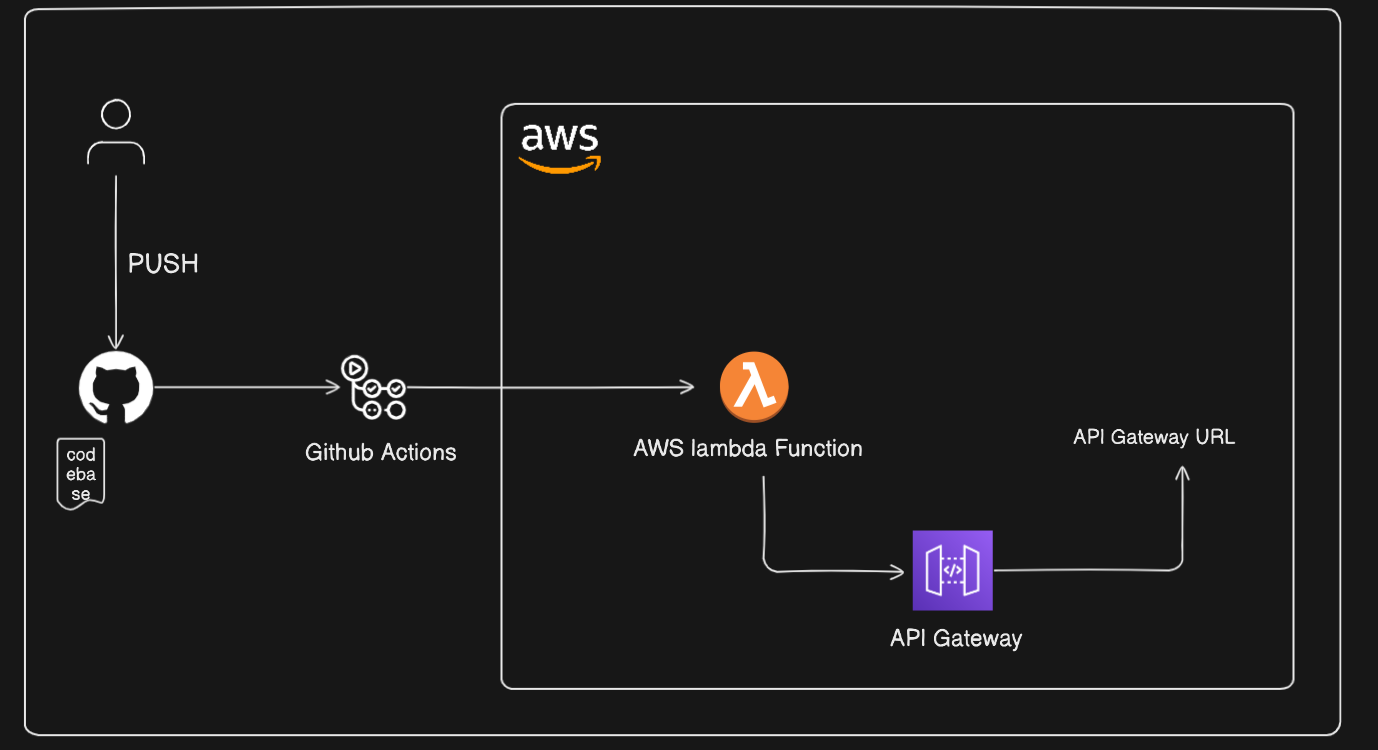 aws
PUSH
cod
eba
se
Github Actions
AWS lambda Function
API Gateway URL
</>
API Gateway